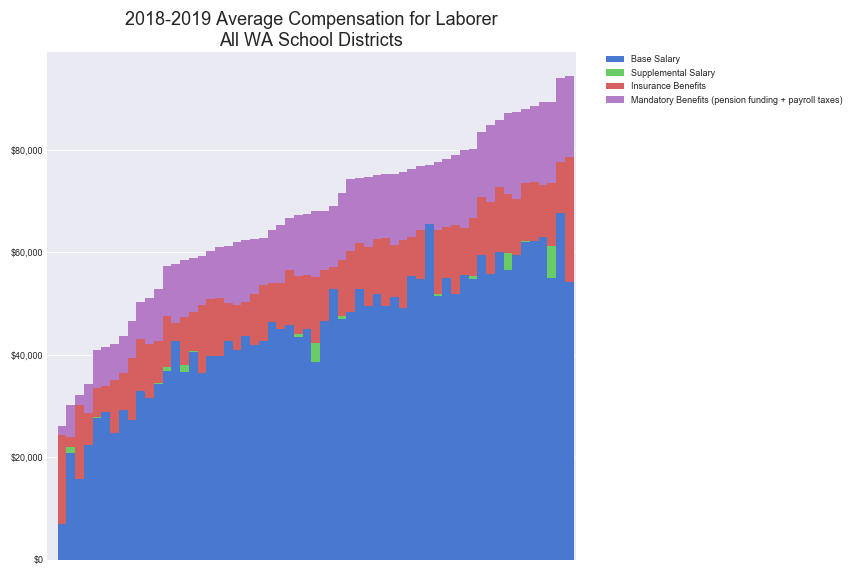 2018-2019 Average Compensation for Laborer
All WA School Districts
Base Salary
Supplemental Salary
Insurance Benefits
Mandatory Benefits (pension funding + payroll taxes)
$80,000
$60,000
$40,000
$20,000
$0